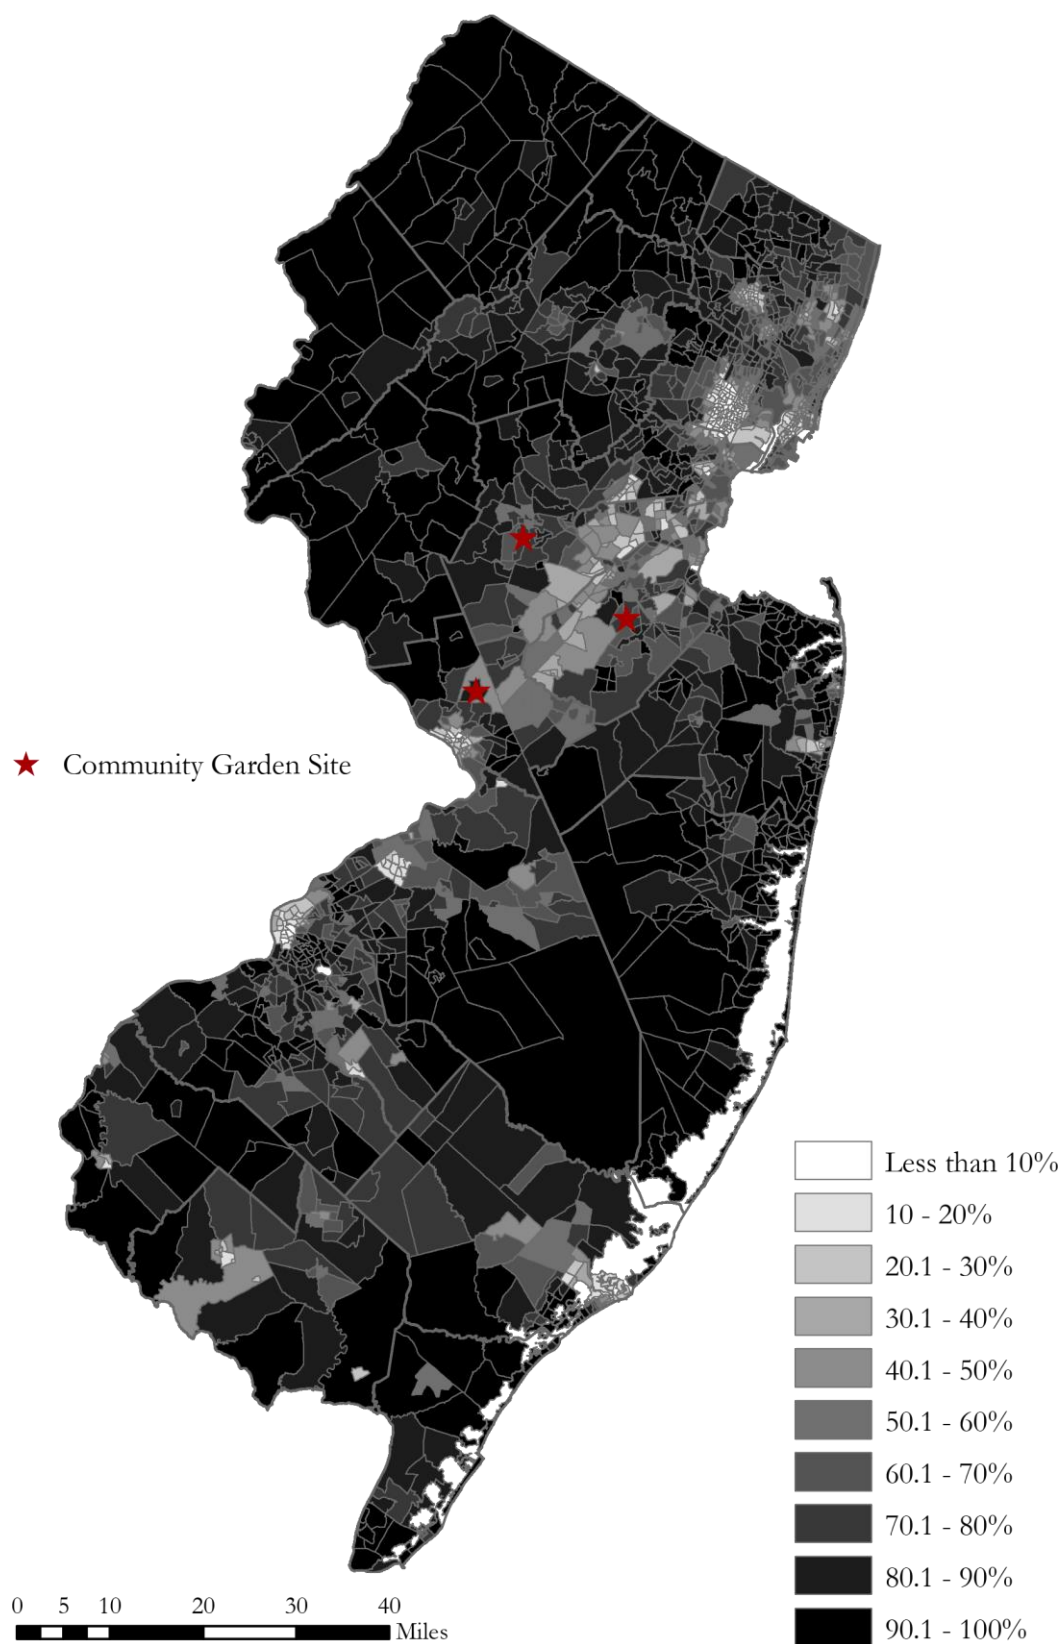 Community Garden Site
Less than 10%
10 - 20%
20.1 - 30%
30.1 - 40%
40.1 - 50%
50.1 - 60%
60.1 - 70%
70.1 - 80%
80.1 - 90%
90.1 - 100%
0 5 10 20 30 40
Miles